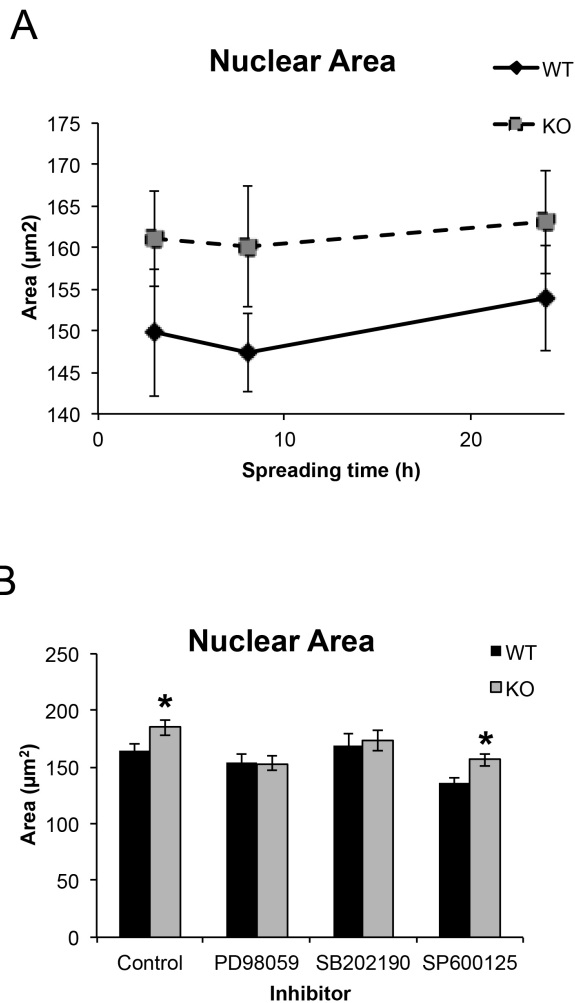 A
Nuclear Area
WT
KO
175
170
165
160
155
150
145
140
Area (µm2)
0 10 20
Spreading time (h)
B
Nuclear Area
WT
KO
250
200
150
100
50
0
Area (µm²)
*
*
Control PD98059 SB202190 SP600125
Inhibitor